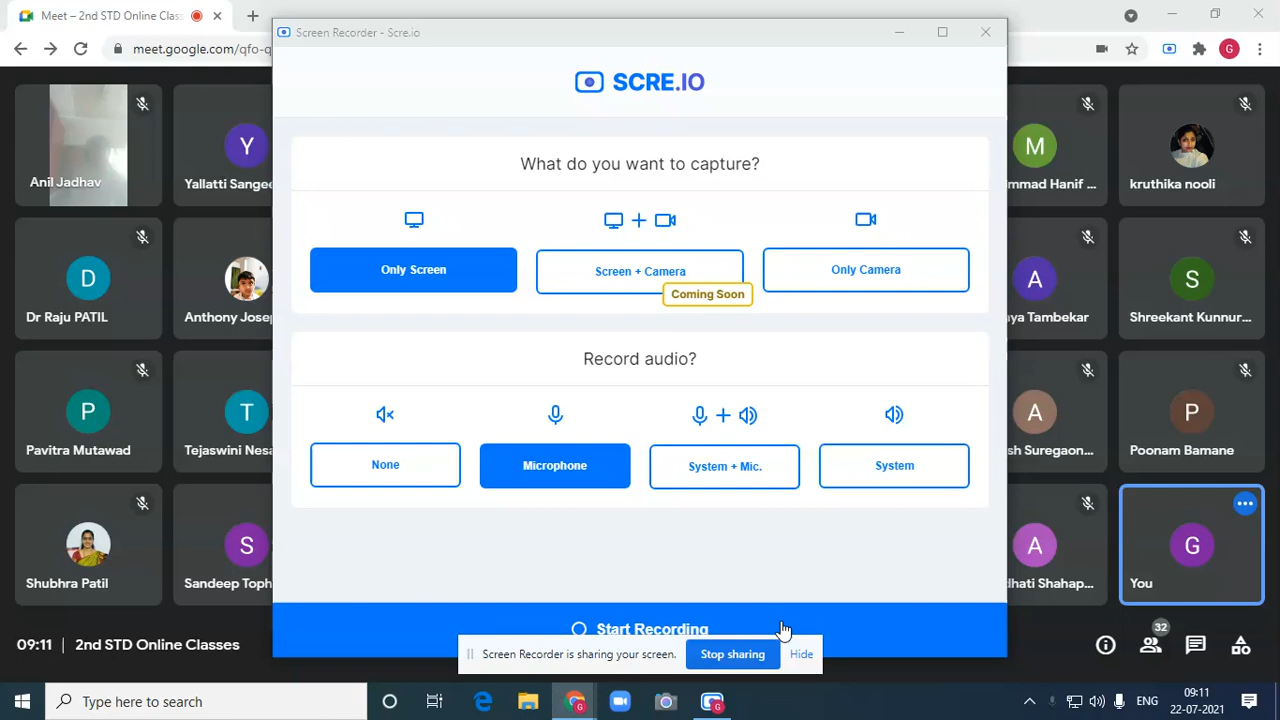 Meet – 2nd STD Online Clas
Screen Recorder - Scre.io
meet.google.com/qfo-q
G
SCRE.IO
What do you want to capture?
Only Screen
Screen + Camera
Only Camera
Coming Soon
Record audio?
None
Microphone
System + Mic.
System
Start Recording
Screen Recorder is sharing your screen.
Stop sharing
Hide
Anil Jadhav
Y
Yallatti Sangee
M
mmad Hanif ...
kruthika nooli
D
Dr Raju PATIL
Anthony Josep
A
ya Tambekar
S
Shreekant Kunnur...
P
Pavitra Mutawad
T
Tejaswini Nesa
A
sh Suregaon...
P
Poonam Bamane
Shubhra Patil
S
Sandeep Toph
A
dhati Shahap...
G
You
09:11 | 2nd STD Online Classes
32
Type here to search
G
G
ENG
09:11
22-07-2021